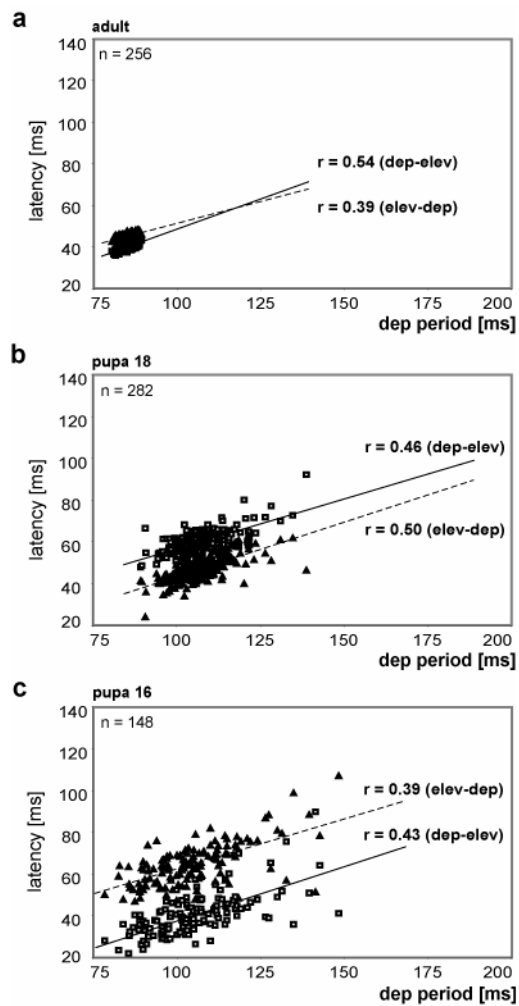 a
adult
140
n = 256
120
100
80
60
40
20
latency [ms]
r = 0.54 (dep-elev)
r = 0.39 (elev-dep)
75 100 125 150 175 200
dep period [ms]
b
pupa 18
140
n = 282
120
100
80
60
40
20
latency [ms]
r = 0.46 (dep-elev)
r = 0.50 (elev-dep)
75 100 125 150 175 200
dep period [ms]
c
pupa 16
140
n = 148
120
100
80
60
40
20
latency [ms]
r = 0.39 (elev-dep)
r = 0.43 (dep-elev)
75 100 125 150 175 200
dep period [ms]